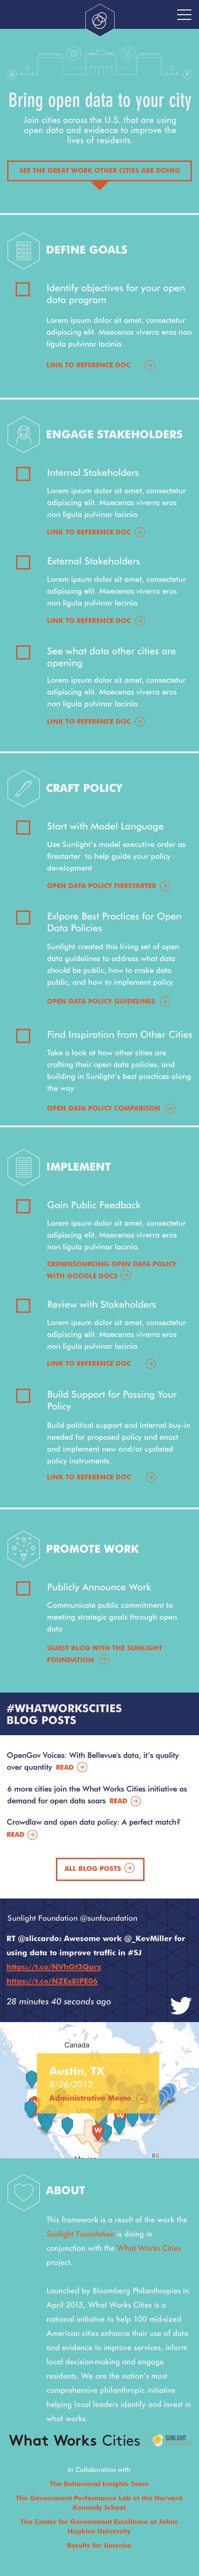 Bring open data to your city
Join cities across the U.S. that are using
open data and evidence to improve the
lives of residents.
SEE THE GREAT WORK OTHER CITIES ARE DOING
DEFINE GOALS
Identify objectives for your open
data program
Lorem ipsum dolor sit amet, consectetur
adipiscing elit. Maecenas viverra eros non
ligula pulvinar lacinia.
LINK TO REFERENCE DOC
ENGAGE STAKEHOLDERS
Internal Stakeholders
Lorem ipsum dolor sit amet, consectetur
adipiscing elit. Maecenas viverra eros
non ligula pulvinar lacinia.
LINK TO REFERENCE DOC
External Stakeholders
Lorem ipsum dolor sit amet, consectetur
adipiscing elit. Maecenas viverra eros
non ligula pulvinar lacinia.
LINK TO REFERENCE DOC
See what data other cities are
opening
Lorem ipsum dolor sit amet, consectetur
adipiscing elit. Maecenas viverra eros
non ligula pulvinar lacinia.
LINK TO REFERENCE DOC
CRAFT POLICY
Start with Model Language
Use Sunlight's model executive order as
firestarter to help guide your policy
development
OPEN DATA POLICY FIRESTARTER
Exlpore Best Practices for Open
Data Policies
Sunlight created this living set of open
data guidelines to address what data
should be public, how to make data
public, and how to implement policy.
OPEN DATA POLICY GUIDELINES
Find Inspiration from Other Cities
Take a look at how other cities are
crafting their open data policies, and
building in Sunlight's best practices along
the way
OPEN DATA POLICY COMPARISON
IMPLEMENT
Gain Public Feedback
Lorem ipsum dolor sit amet, consectetur
adipiscing elit. Maecenas viverra eros
non ligula pulvinar lacinia.
CROWDSOURCING OPEN DATA POLICY
WITH GOOGLE DOCS
Review with Stakeholders
Lorem ipsum dolor sit amet, consectetur
adipiscing elit. Maecenas viverra eros
non ligula pulvinar lacinia.
LINK TO REFERENCE DOC
Build Support for Passing Your
Policy
Build political support and internal buy-in
needed for proposed policy and enact
and implement new and/or updated
policy instruments.
LINK TO REFERENCE DOC
PROMOTE WORK
Publicly Announce Work
Communicate public commitment to
meeting strategic goals through open
data
GUEST BLOG WITH THE SUNLIGHT
FOUNDATION
#WHATWORKSCITIES
BLOG POSTS
OpenGov Voices: With Bellevue's data, it's quality
over quantity READ
6 more cities join the What Works Cities initiative as
demand for open data soars READ
Crowdlaw and open data policy: A perfect match?
READ
ALL BLOG POSTS
Sunlight Foundation @sunfoundation
RT @sliccardo: Awesome work @_KevMiller for
using data to improve traffic in #SJ
https://t.co/NVhGt3Qarx
https://t.co/NZEx8IPE06
28 minutes 40 seconds ago
Canada
Austin, TX
8/26/2013
Administrative Memo
United
W
W
BS
Mexico
ABOUT
This framework is a result of the work the
Sunlight Foundation is doing in
conjunction with the What Works Cities
project.
Launched by Bloomberg Philanthropies in
April 2015, What Works Cities is a
national initiative to help 100 mid-sized
American cities enhance their use of data
and evidence to improve services, inform
local decision-making and engage
residents. We are the nation's most
comprehensive philanthropic initiative
helping local leaders identify and invest in
what works.
What Works Cities
SUNLIGHT
In Collaboration with
The Behavioral Insights Team
The Government Performance Lab at the Harvard
Kennedy School
The Center for Government Excellence at Johns
Hopkins University
Results for America